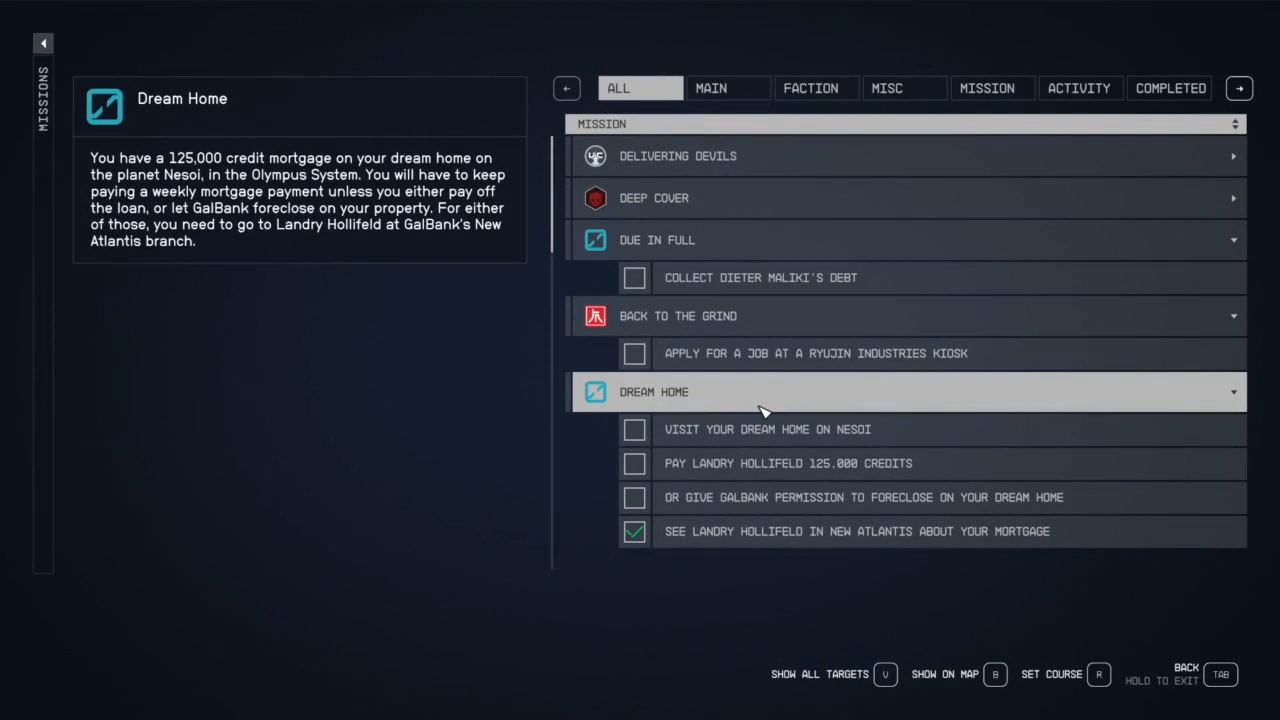 MISSIONS
Dream Home
You have a 125,000 credit mortgage on your dream home on
the planet Nesoi, in the Olympus System. You will have to keep
paying a weekly mortgage payment unless you either pay off
the loan, or let GalBank foreclose on your property. For either
of those, you need to go to Landry Hollifeld at GalBank's New
Atlantis branch.
ALL MAIN FACTION MISC MISSION ACTIVITY COMPLETED
MISSION
UC DELIVERING DEVILS
DEEP COVER
DUE IN FULL
COLLECT DIETER MALIKI'S DEBT
BACK TO THE GRIND
APPLY FOR A JOB AT A RYUJIN INDUSTRIES KIOSK
DREAM HOME
VISIT YOUR DREAM HOME ON NESOI
PAY LANDRY HOLLIFELD 125,000 CREDITS
OR GIVE GALBANK PERMISSION TO FORECLOSE ON YOUR DREAM HOME
SEE LANDRY HOLLIFELD IN NEW ATLANTIS ABOUT YOUR MORTGAGE
SHOW ALL TARGETS V SHOW ON MAP B SET COURSE R BACK TAB
HOLD TO EXIT